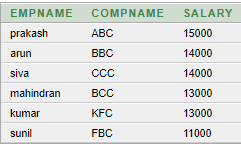 EMPNAME COMPNAME SALARY
prakash ABC 15000
arun BBC 14000
siva CCC 14000
mahindran BCC 13000
kumar KFC 13000
sunil FBC 11000